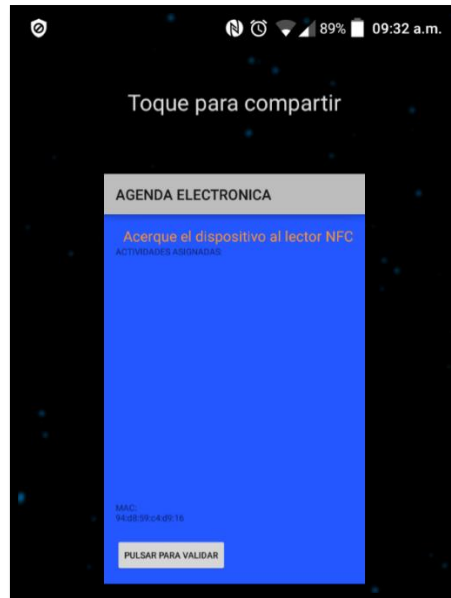 89% 09:32 a.m.
Toque para compartir
AGENDA ELECTRONICA
Acerque el dispositivo al lector NFC
ACTIVIDADES ASIGNADAS
MAC:
94:d8:59:c4:d9:16
PULSAR PARA VALIDAR